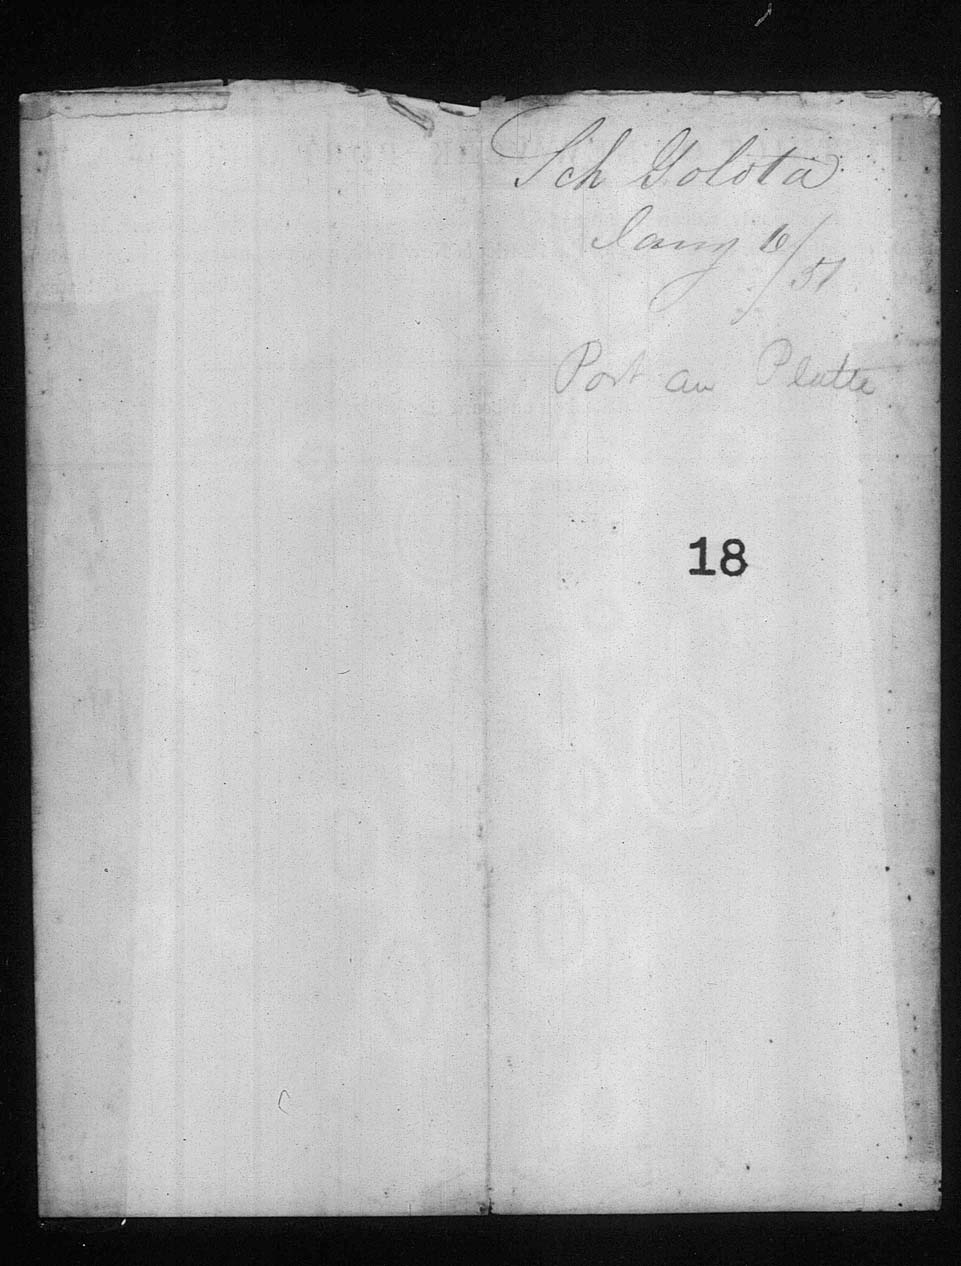 Sch Golota
Jany 10/51
Port au Platte
18